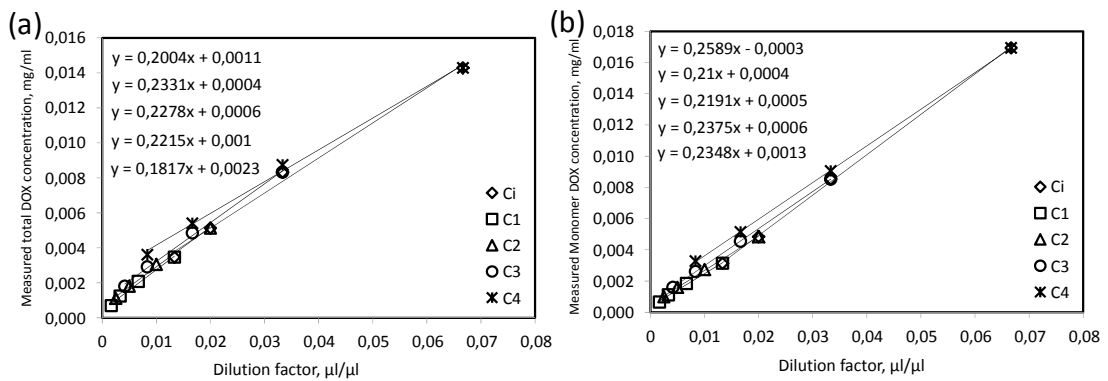 (a)
Measured total DOX concentration, mg/ml
0,016
0,014
0,012
0,010
0,008
0,006
0,004
0,002
0,000
y = 0,2004x + 0,0011
y = 0,2331x + 0,0004
y = 0,2278x + 0,0006
y = 0,2215x + 0,001
y = 0,1817x + 0,0023
Ci
C1
C2
C3
C4
0 0,01 0,02 0,03 0,04 0,05 0,06 0,07 0,08
Dilution factor, µl/µl
(b)
Measured Monomer DOX concentration, mg/ml
0,018
0,016
0,014
0,012
0,010
0,008
0,006
0,004
0,002
0,000
y = 0,2589x - 0,0003
y = 0,21x + 0,0004
y = 0,2191x + 0,0005
y = 0,2375x + 0,0006
y = 0,2348x + 0,0013
Ci
C1
C2
C3
C4
0 0,01 0,02 0,03 0,04 0,05 0,06 0,07 0,08
Dilution factor, µl/µl